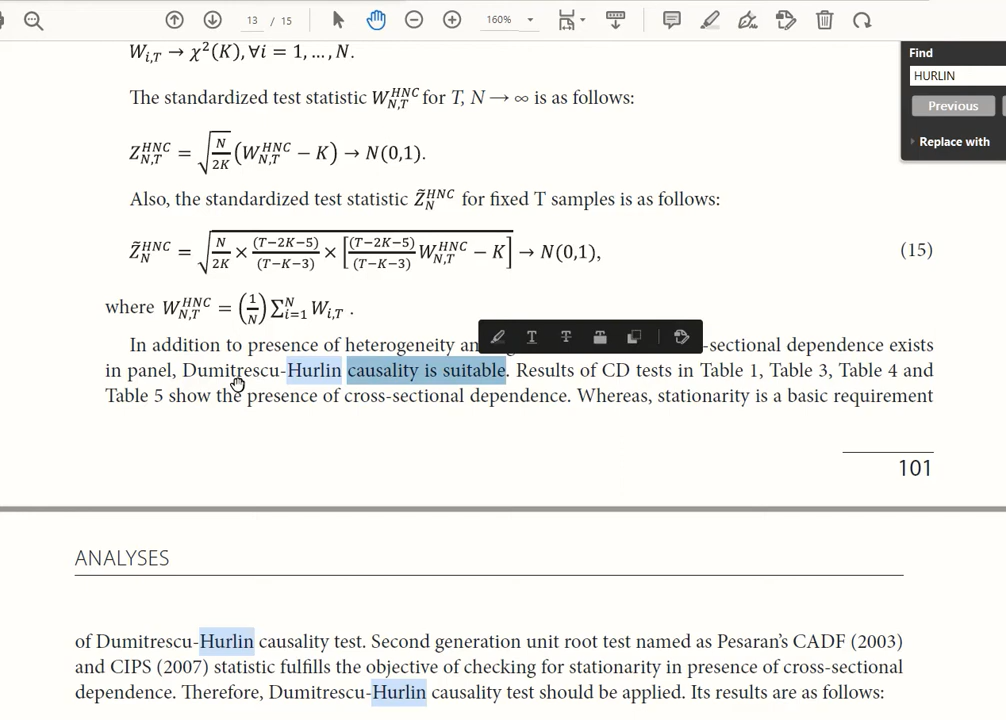 13 / 15
160%
Find
HURLIN
Previous
Replace with
W_{i,T} → χ²(K), ∀i = 1, …, N.
The standardized test statistic W_{N,T}^{HNC} for T, N → ∞ is as follows:
Z_{N,T}^{HNC} = √(N/2K) (W_{N,T}^{HNC} − K) → N(0,1).
Also, the standardized test statistic Z̃_N^{HNC} for fixed T samples is as follows:
Z̃_N^{HNC} = √(N/2K × (T−2K−5)/(T−K−3) × [(T−2K−5)/(T−K−3) W_{N,T}^{HNC} − K]) → N(0,1), (15)
where W_{N,T}^{HNC} = (1/N) Σ_{i=1}^{N} W_{i,T} .
In addition to presence of heterogeneity -sectional dependence exists
in panel, Dumitrescu-Hurlin causality is suitable. Results of CD tests in Table 1, Table 3, Table 4 and
Table 5 show the presence of cross-sectional dependence. Whereas, stationarity is a basic requirement
101
ANALYSES
of Dumitrescu-Hurlin causality test. Second generation unit root test named as Pesaran's CADF (2003)
and CIPS (2007) statistic fulfills the objective of checking for stationarity in presence of cross-sectional
dependence. Therefore, Dumitrescu-Hurlin causality test should be applied. Its results are as follows: